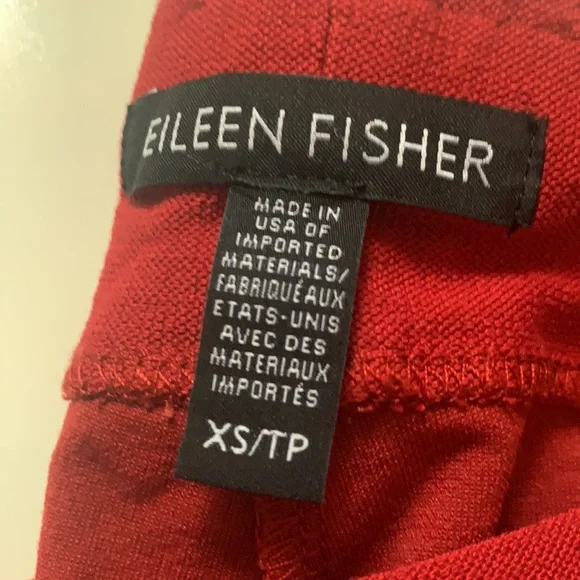 EILEEN FISHER
MADE IN
USA OF
IMPORTED
MATERIALS/
FABRIQUÉ AUX
ETATS-UNIS
AVEC DES
MATERIAUX
IMPORTÉS
XS/TP